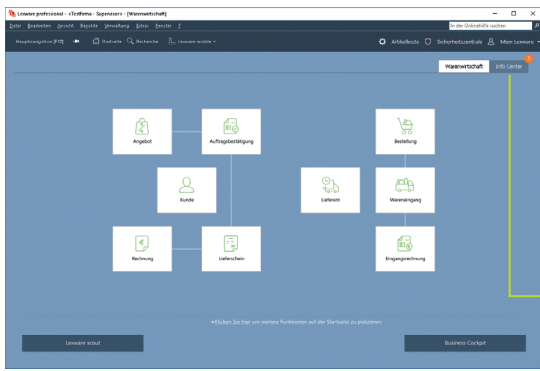 Lexware professional - <Testfirma - Supervisor> - [Warenwirtschaft]
Datei Bearbeiten Ansicht Berichte Verwaltung Extras Fenster ?
In der Onlinehilfe suchen
Hauptnavigation [F12] Startseite Recherche Lexware mobile
Artikelliste Sicherheitszentrale Mein Lexware
Warenwirtschaft Info Center
Angebot Auftragsbestätigung Bestellung
Kunde Lieferant Wareneingang
Rechnung Lieferschein Eingangsrechnung
Klicken Sie hier um weitere Funktionen auf der Startseite zu platzieren.
Lexware scout Business Cockpit